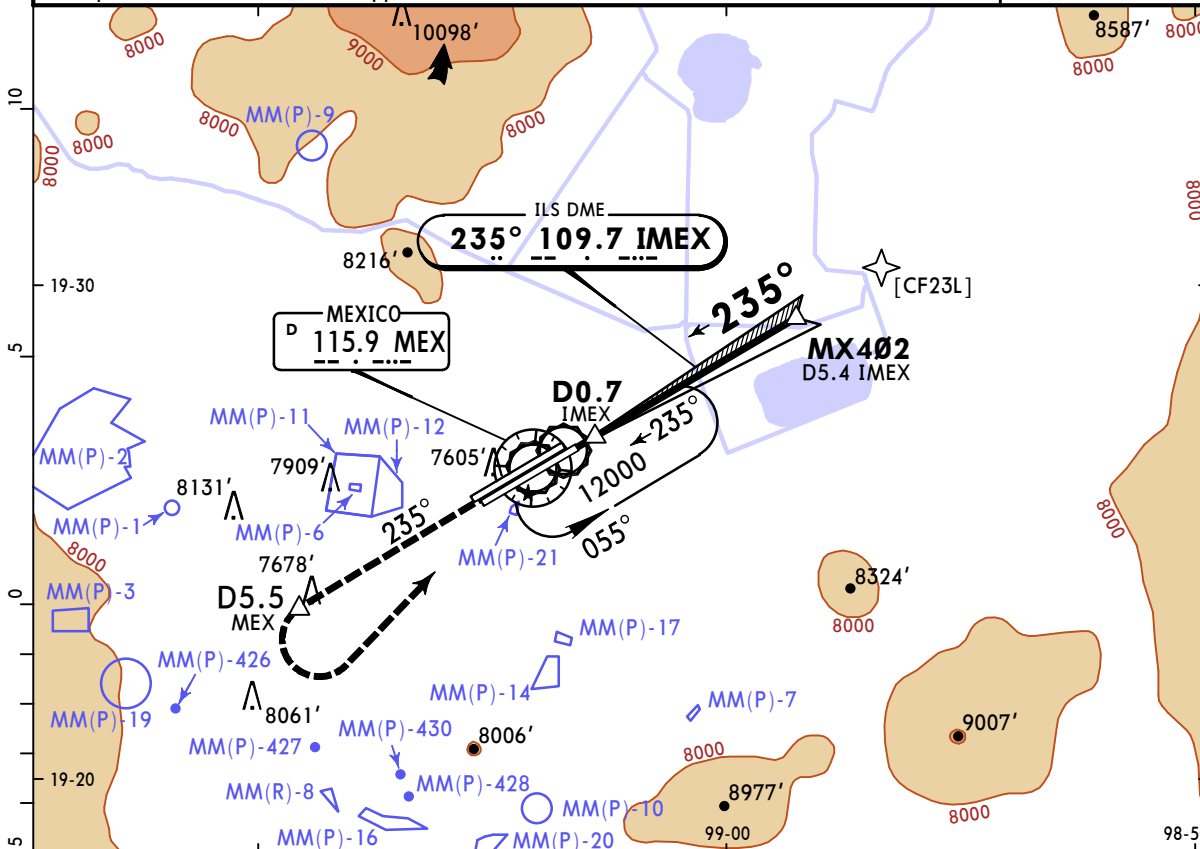 10098'
8587'
8000
9000
8000
8000
8000
10
MM(P)-9
8000
8000
8000
8000
8000
ILS DME
235° 109.7 IMEX
8216'
19-30
[CF23L]
235°
MEXICO
D
115.9 MEX
5
MX402
D5.4 IMEX
D0.7
IMEX
MM(P)-11
MM(P)-12
235°
MM(P)-2
7909'
7605'
8131'
12000
MM(P)-1
MM(P)-6
235°
055°
MM(P)-21
8000
8000
7678'
8324'
MM(P)-3
D5.5
MEX
0
8000
MM(P)-17
MM(P)-426
MM(P)-14
MM(P)-7
MM(P)-19
8061'
9007'
MM(P)-430
8006'
MM(P)-427
8000
19-20
MM(R)-8
MM(P)-428
8977'
MM(P)-10
8000
MM(P)-16
MM(P)-20
99-00
98-5
5